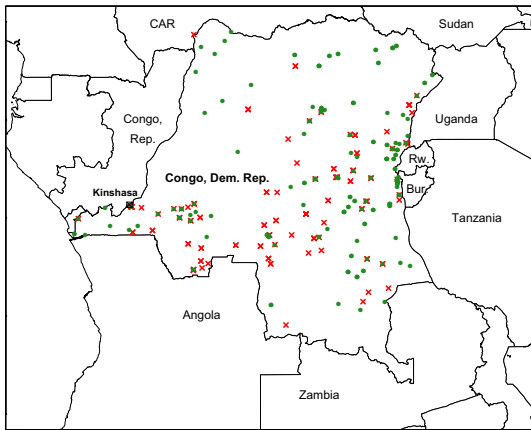 CAR
Sudan
Congo,
Rep.
Uganda
Rw.
Kinshasa
Congo, Dem. Rep.
Bur.
Tanzania
Angola
Zambia